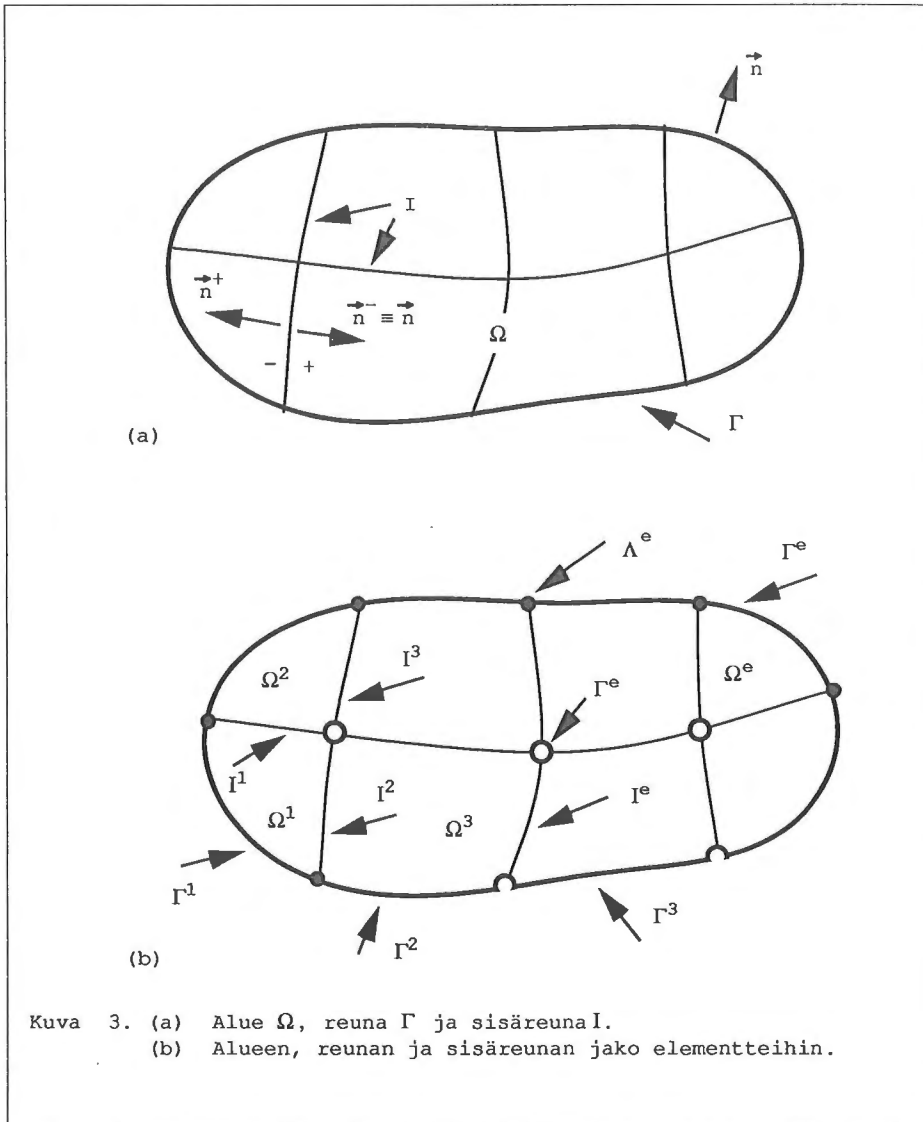 n⃗
I
n⃗⁺
n⃗⁻ ≡ n⃗
Ω
- +
Γ
(a)
Λᵉ
Γᵉ
Ω²
I³
Γᵉ
Ωᵉ
I¹
I²
Iᵉ
Ω¹
Ω³
Γ¹
Γ³
Γ²
(b)
Kuva 3. (a) Alue Ω, reuna Γ ja sisäreuna I.
(b) Alueen, reunan ja sisäreunan jako elementteihin.